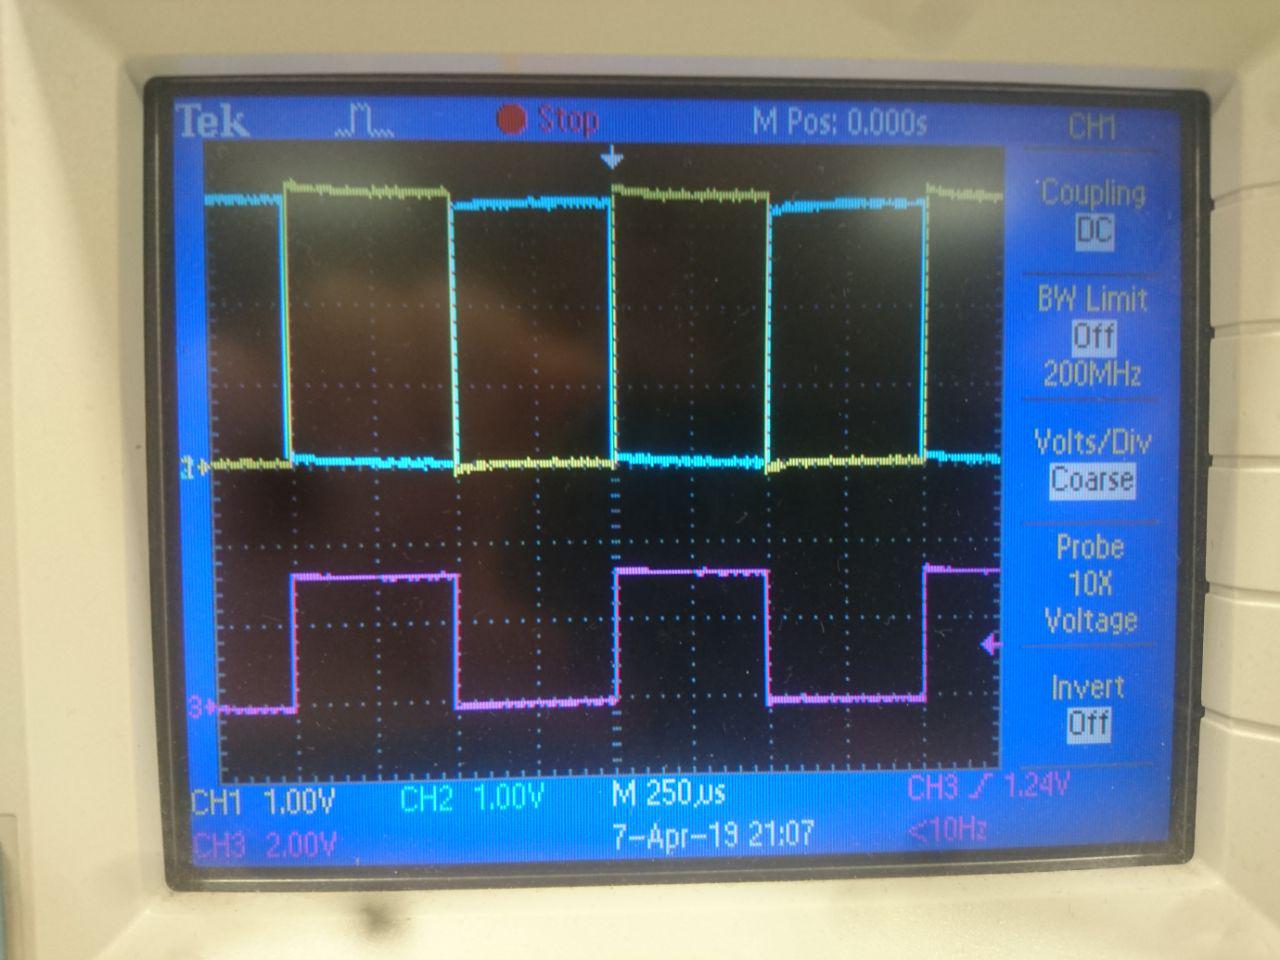 Tek Stop M Pos: 0.000s CH1
Coupling
DC
BW Limit
Off
200MHz
Volts/Div
Coarse
Probe
10X
Voltage
Invert
Off
3
CH1 1.00V CH2 1.00V M 250µs CH3 1.24V
CH3 2.00V 7-Apr-19 21:07 <10Hz